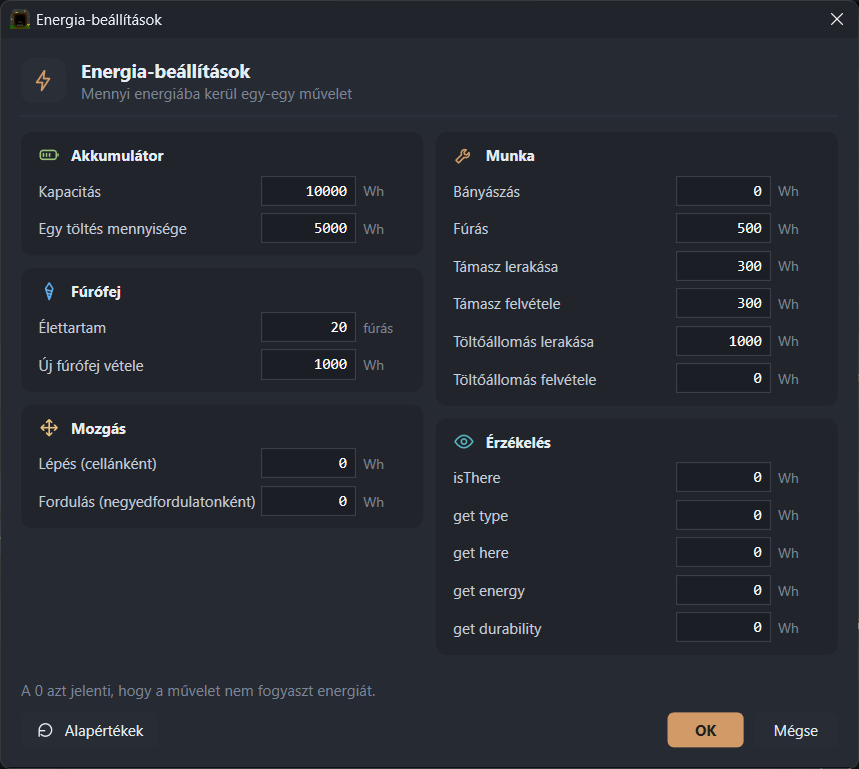 Energia-beállítások
Energia-beállítások
Mennyi energiába kerül egy-egy művelet
Akkumulátor
Kapacitás 10000 Wh
Egy töltés mennyisége 5000 Wh
Fúrófej
Élettartam 20 fúrás
Új fúrófej vétele 1000 Wh
Mozgás
Lépés (cellánként) 0 Wh
Fordulás (negyedfordulatonként) 0 Wh
Munka
Bányászás 0 Wh
Fúrás 500 Wh
Támasz lerakása 300 Wh
Támasz felvétele 300 Wh
Töltőállomás lerakása 1000 Wh
Töltőállomás felvétele 0 Wh
Érzékelés
isThere 0 Wh
get type 0 Wh
get here 0 Wh
get energy 0 Wh
get durability 0 Wh
A 0 azt jelenti, hogy a művelet nem fogyaszt energiát.
Alapértékek
OK
Mégse